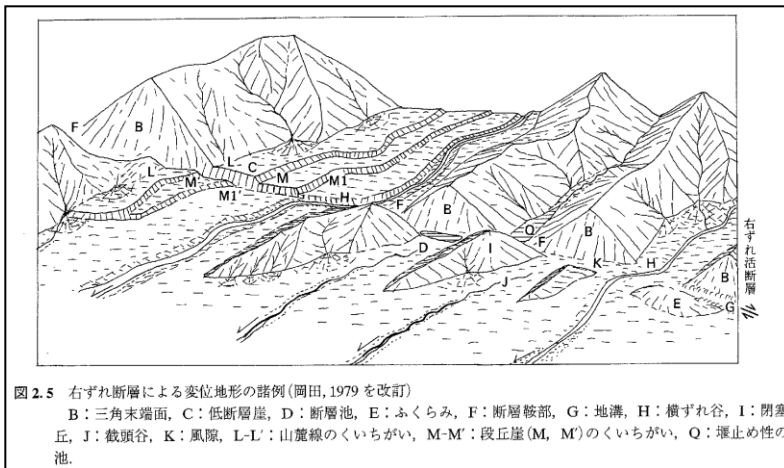 F
B
L
C
L'
M'
M
M1
M1'
H
F
B
Q
D
I
F
B
K
H
J
B
E
G
右ずれ活断層
図2.5 右ずれ断層による変位地形の諸例(岡田, 1979 を改訂)
B:三角末端面, C:低断層崖, D:断層池, E:ふくらみ, F:断層鞍部, G:地溝, H:横ずれ谷, I:閉塞
丘, J:截頭谷, K:風隙, L-L':山麓線のくいちがい, M-M':段丘崖(M, M')のくいちがい, Q:堰止め性の
池.